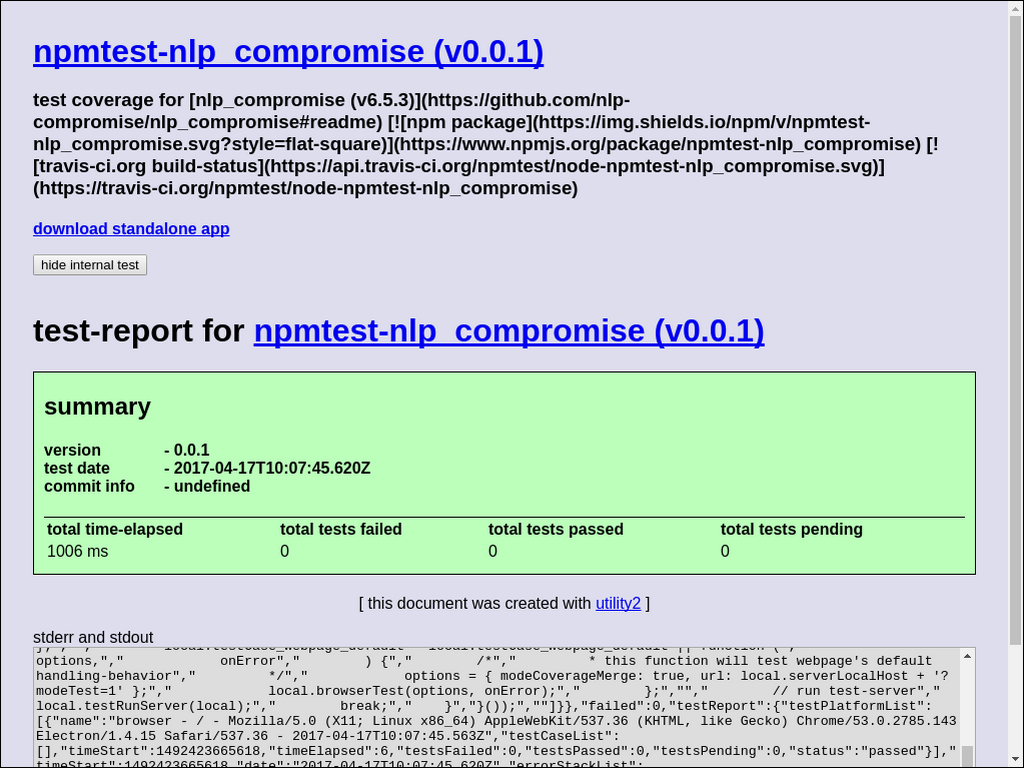 npmtest-nlp_compromise (v0.0.1)
test coverage for [nlp_compromise (v6.5.3)](https://github.com/nlp-
compromise/nlp_compromise#readme) [![npm package](https://img.shields.io/npm/v/npmtest-
nlp_compromise.svg?style=flat-square)](https://www.npmjs.org/package/npmtest-nlp_compromise) [!
[travis-ci.org build-status](https://api.travis-ci.org/npmtest/node-npmtest-nlp_compromise.svg)]
(https://travis-ci.org/npmtest/node-npmtest-nlp_compromise)
download standalone app
hide internal test
test-report for npmtest-nlp_compromise (v0.0.1)
summary
version - 0.0.1
test date - 2017-04-17T10:07:45.620Z
commit info - undefined
total time-elapsed total tests failed total tests passed total tests pending
1006 ms 0 0 0
[ this document was created with utility2 ]
stderr and stdout
},"," local.testCase_webpage_default = local.testCase_webpage_default || function (","
options,"," onError"," ) {"," /*"," * this function will test webpage's default
handling-behavior"," */"," options = { modeCoverageMerge: true, url: local.serverLocalHost + '?
modeTest=1' };"," local.browserTest(options, onError);"," };",""," // run test-server","
local.testRunServer(local);"," break;"," }","}());",""]}},"failed":0,"testReport":{"testPlatformList":
[{"name":"browser - / - Mozilla/5.0 (X11; Linux x86_64) AppleWebKit/537.36 (KHTML, like Gecko) Chrome/53.0.2785.143
Electron/1.4.15 Safari/537.36 - 2017-04-17T10:07:45.563Z","testCaseList":
[],"timeStart":1492423665618,"timeElapsed":6,"testsFailed":0,"testsPassed":0,"testsPending":0,"status":"passed"}],"
timeStart":1492423665618,"date":"2017-04-17T10:07:45.620Z","errorStackList":